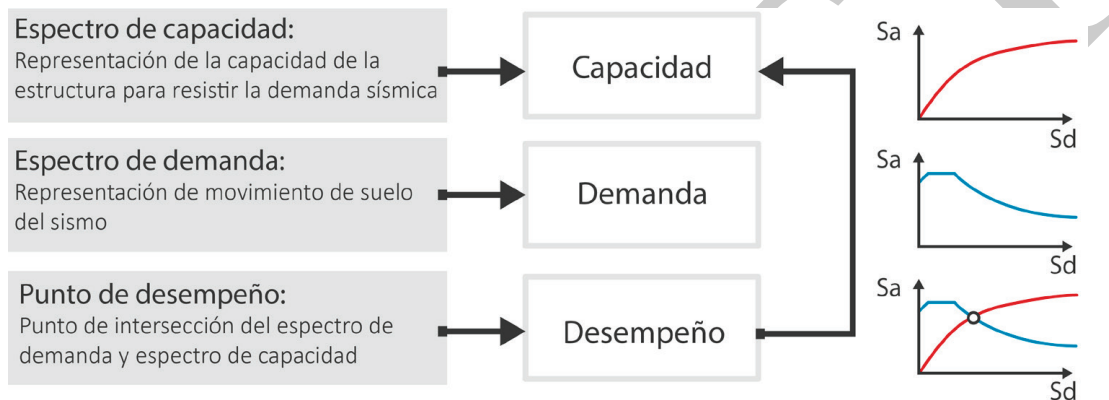 Espectro de capacidad:
Representación de la capacidad de la
estructura para resistir la demanda sísmica
Capacidad
Sa
Sd
Espectro de demanda:
Representación de movimiento de suelo
del sismo
Demanda
Sa
Sd
Punto de desempeño:
Punto de intersección del espectro de
demanda y espectro de capacidad
Desempeño
Sa
Sd